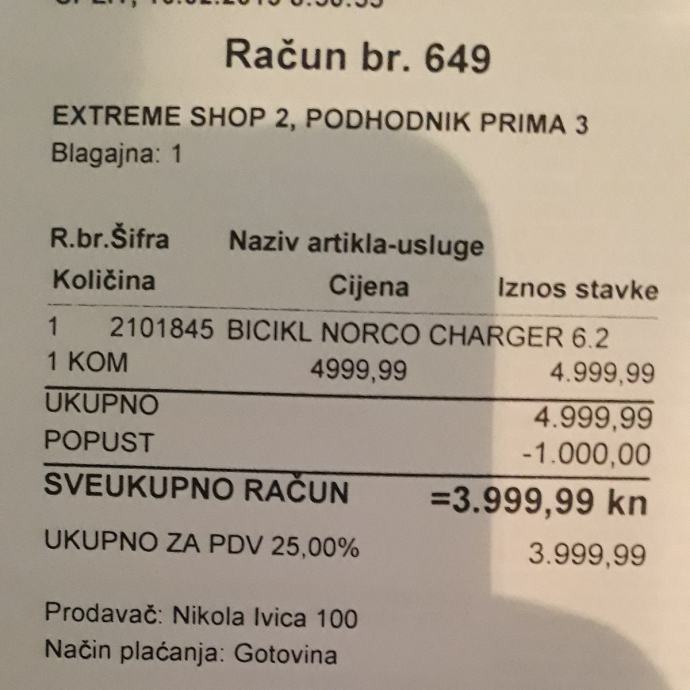 Račun br. 649
EXTREME SHOP 2, PODHODNIK PRIMA 3
Blagajna: 1
R.br.Šifra Naziv artikla-usluge
Količina Cijena Iznos stavke
1 2101845 BICIKL NORCO CHARGER 6.2
1 KOM 4999,99 4.999,99
UKUPNO 4.999,99
POPUST -1.000,00
SVEUKUPNO RAČUN =3.999,99 kn
UKUPNO ZA PDV 25,00% 3.999,99
Prodavač: Nikola Ivica 100
Način plaćanja: Gotovina